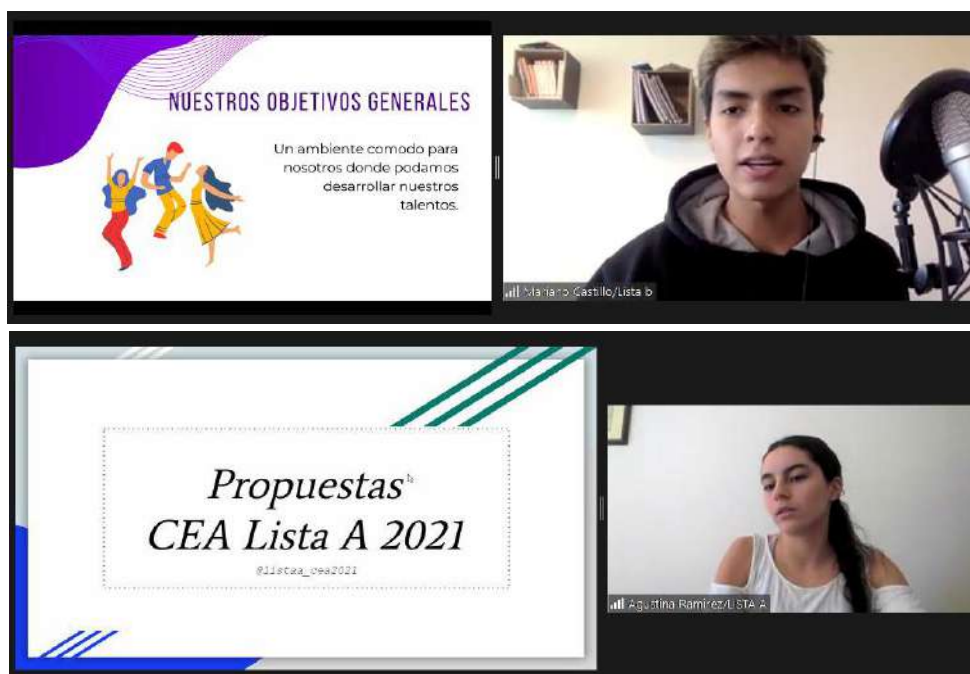 NUESTROS OBJETIVOS GENERALES
Un ambiente comodo para
nosotros donde podamos
desarrollar nuestros
talentos.
Mariano Castillo/Lista b
Propuestas
CEA Lista A 2021
@listaa_cea2021
Agustina Ramirez/LISTA A